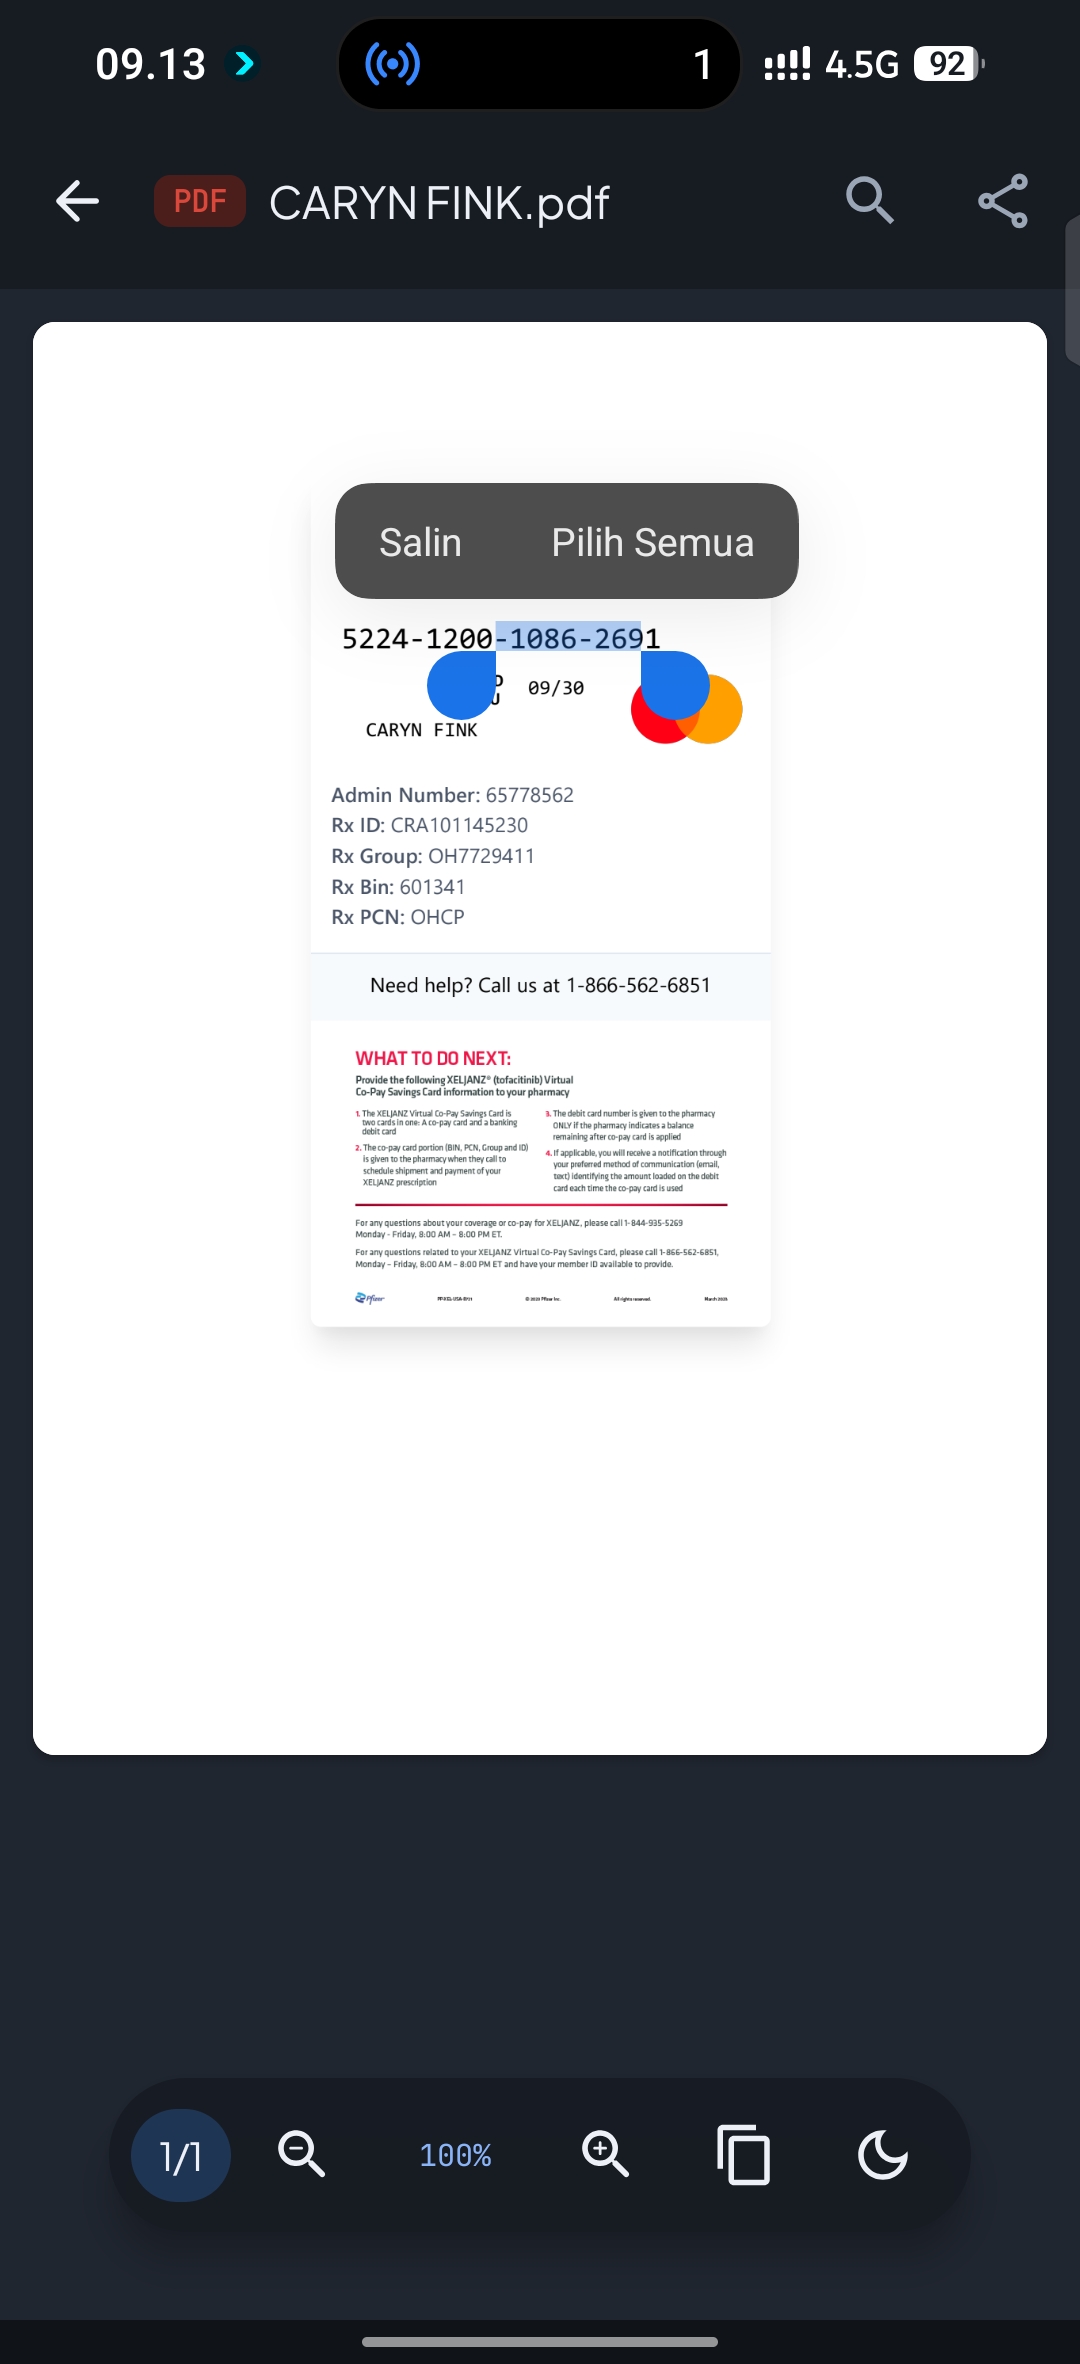 09.13
1
4.5G
92
PDF
CARYN FINK.pdf
Salin Pilih Semua
5224-1200-1086-2691
09/30
CARYN FINK
Admin Number: 65778562
Rx ID: CRA101145230
Rx Group: OH7729411
Rx Bin: 601341
Rx PCN: OHCP
Need help? Call us at 1-866-562-6851
WHAT TO DO NEXT:
Provide the following XELJANZ® (tofacitinib) Virtual
Co-Pay Savings Card information to your pharmacy
1. The XELJANZ Virtual Co-Pay Savings Card is
two cards in one: A co-pay card and a banking
debit card
2. The co-pay card portion (BIN, PCN, Group and ID)
is given to the pharmacy when they call to
schedule shipment and payment of your
XELJANZ prescription
3. The debit card number is given to the pharmacy
ONLY if the pharmacy indicates a balance
remaining after co-pay card is applied
4. If applicable, you will receive a notification through
your preferred method of communication (email,
text) identifying the amount loaded on the debit
card each time the co-pay card is used
For any questions about your coverage or co-pay for XELJANZ, please call 1-844-935-5269
Monday - Friday, 8:00 AM – 8:00 PM ET.
For any questions related to your XELJANZ Virtual Co-Pay Savings Card, please call 1-866-562-6851,
Monday – Friday, 8:00 AM – 8:00 PM ET and have your member ID available to provide.
Pfizer
All rights reserved.
1/1
100%